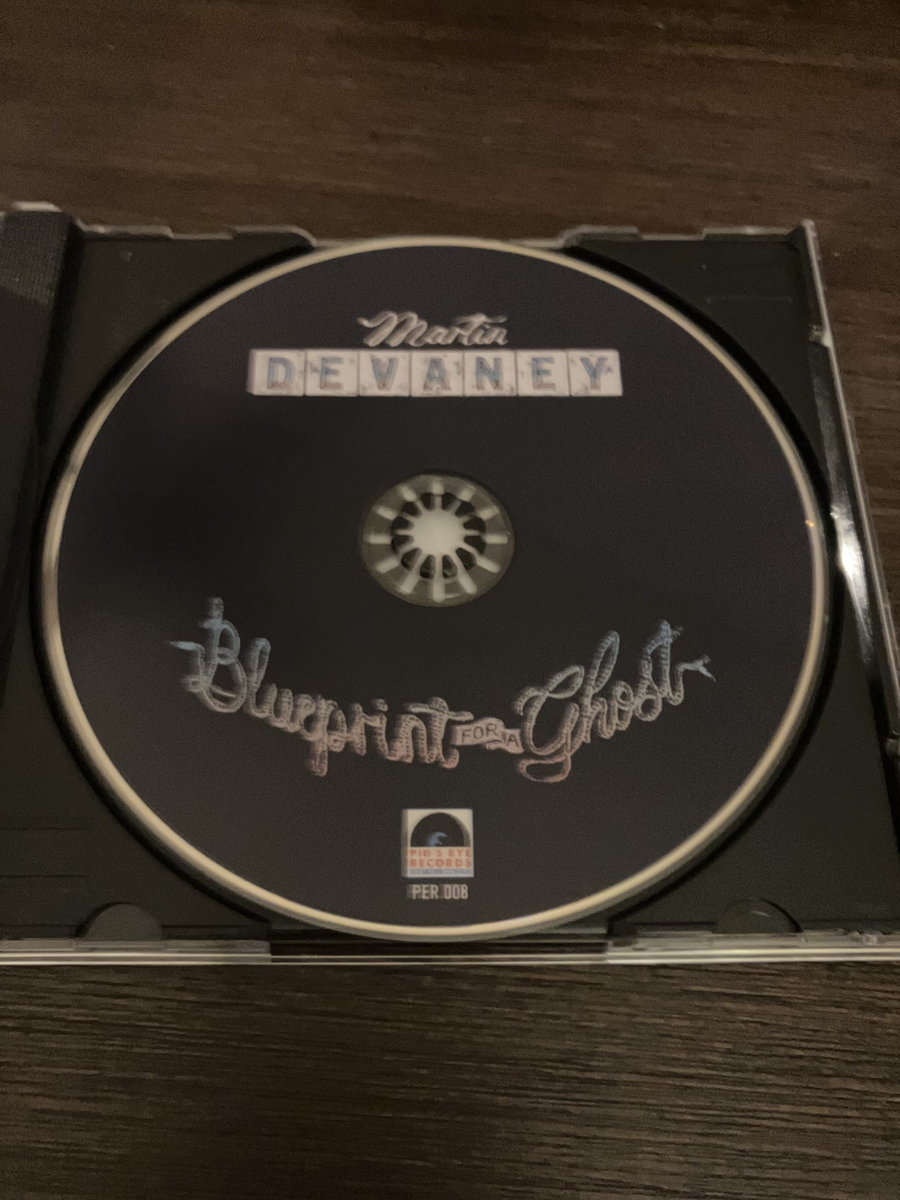 Martin
DEVANEY
Blueprint FOR A Ghost
PIG'S EYE
RECORDS
PER 008